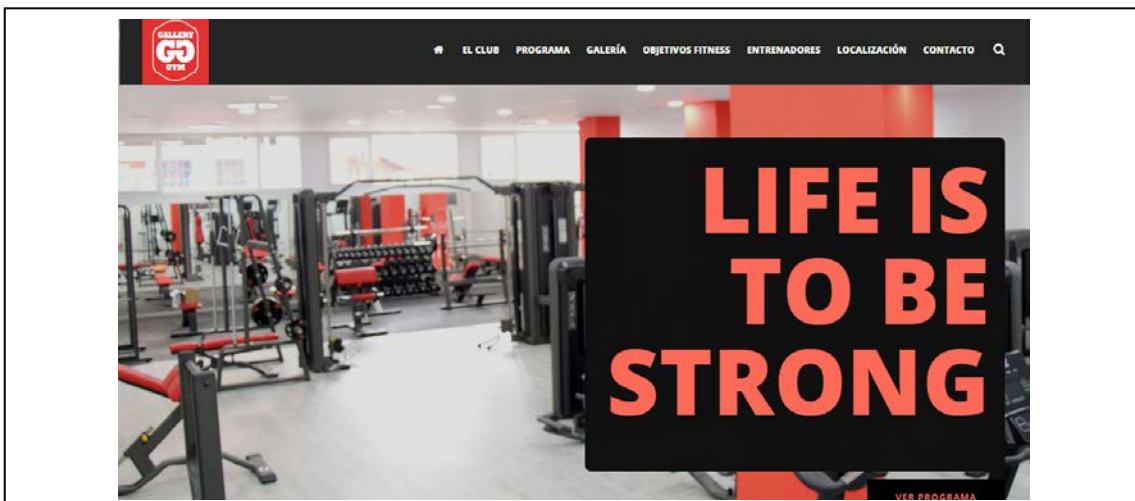 GALLERY
GG
GYM
EL CLUB PROGRAMA GALERÍA OBJETIVOS FITNESS ENTRENADORES LOCALIZACIÓN CONTACTO
LIFE IS
TO BE
STRONG
VER PROGRAMA